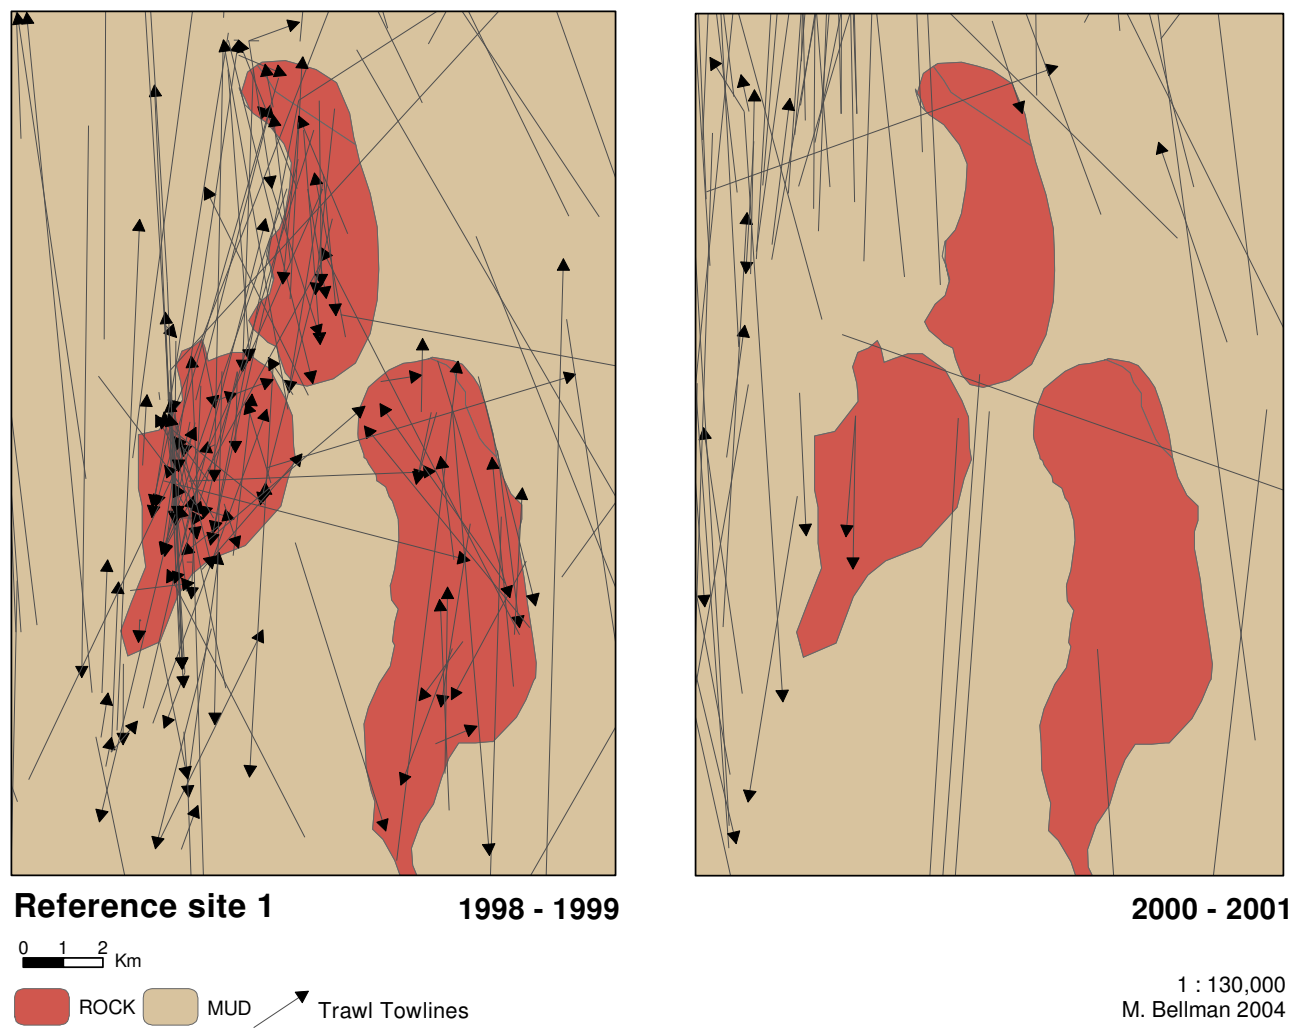 Reference site 1
1998 - 1999
2000 - 2001
0 1 2
Km
ROCK
MUD
Trawl Towlines
1 : 130,000
M. Bellman 2004